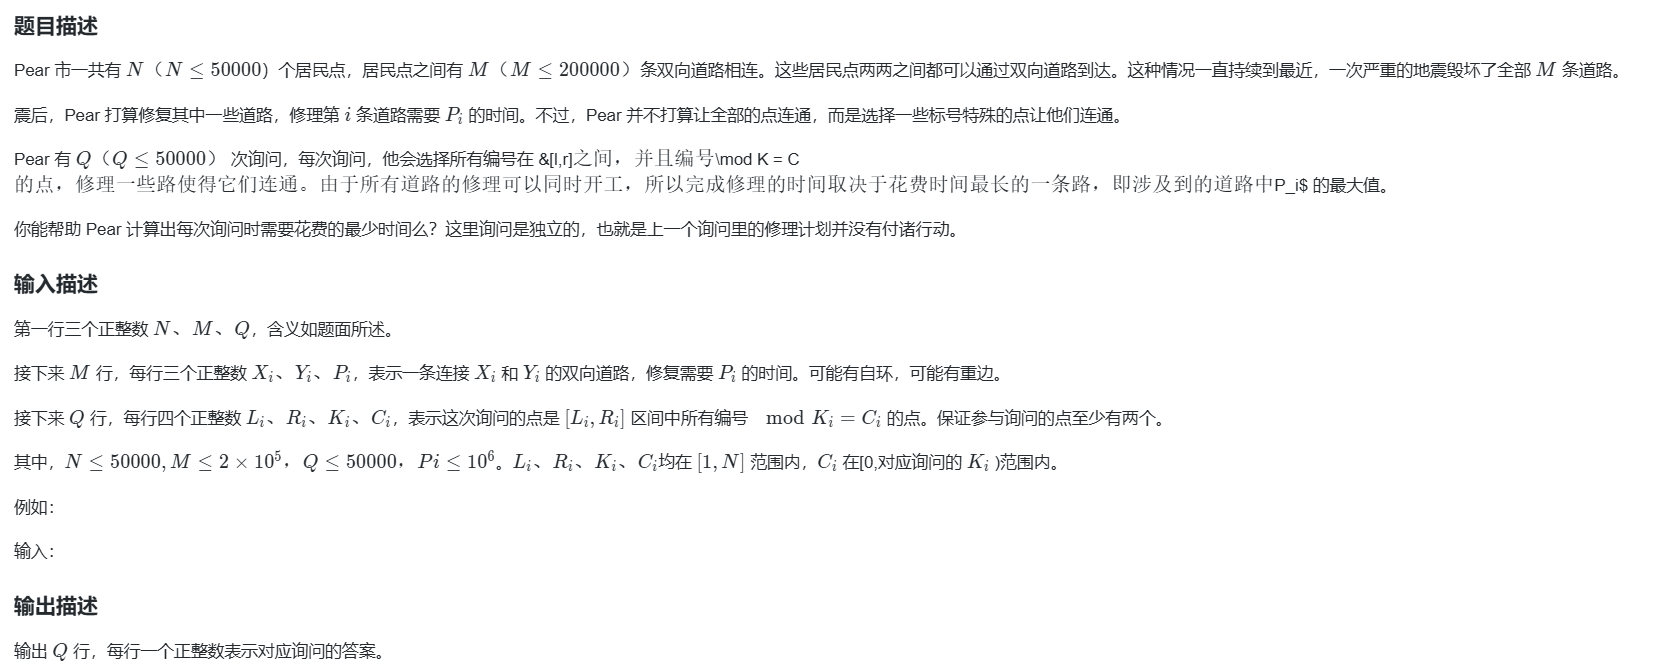 题目描述
Pear 市一共有 N（N ≤ 50000）个居民点，居民点之间有 M（M ≤ 200000）条双向道路相连。这些居民点两两之间都可以通过双向道路到达。这种情况一直持续到最近，一次严重的地震毁坏了全部 M 条道路。
震后，Pear 打算修复其中一些道路，修理第 i 条道路需要 P_i 的时间。不过，Pear 并不打算让全部的点连通，而是选择一些标号特殊的点让他们连通。
Pear 有 Q（Q ≤ 50000） 次询问，每次询问，他会选择所有编号在 &[l,r]之间，并且编号\mod K = C
的点，修理一些路使得它们连通。由于所有道路的修理可以同时开工，所以完成修理的时间取决于花费时间最长的一条路，即涉及到的道路中P_i$ 的最大值。
你能帮助 Pear 计算出每次询问时需要花费的最少时间么？这里询问是独立的，也就是上一个询问里的修理计划并没有付诸行动。
输入描述
第一行三个正整数 N、M、Q，含义如题面所述。
接下来 M 行，每行三个正整数 X_i、Y_i、P_i，表示一条连接 X_i 和 Y_i 的双向道路，修复需要 P_i 的时间。可能有自环，可能有重边。
接下来 Q 行，每行四个正整数 L_i、R_i、K_i、C_i，表示这次询问的点是 [L_i, R_i] 区间中所有编号 mod K_i = C_i 的点。保证参与询问的点至少有两个。
其中，N ≤ 50000, M ≤ 2 × 10^5，Q ≤ 50000，Pi ≤ 10^6。L_i、R_i、K_i、C_i均在 [1, N] 范围内，C_i 在[0,对应询问的 K_i )范围内。
例如：
输入：
输出描述
输出 Q 行，每行一个正整数表示对应询问的答案。